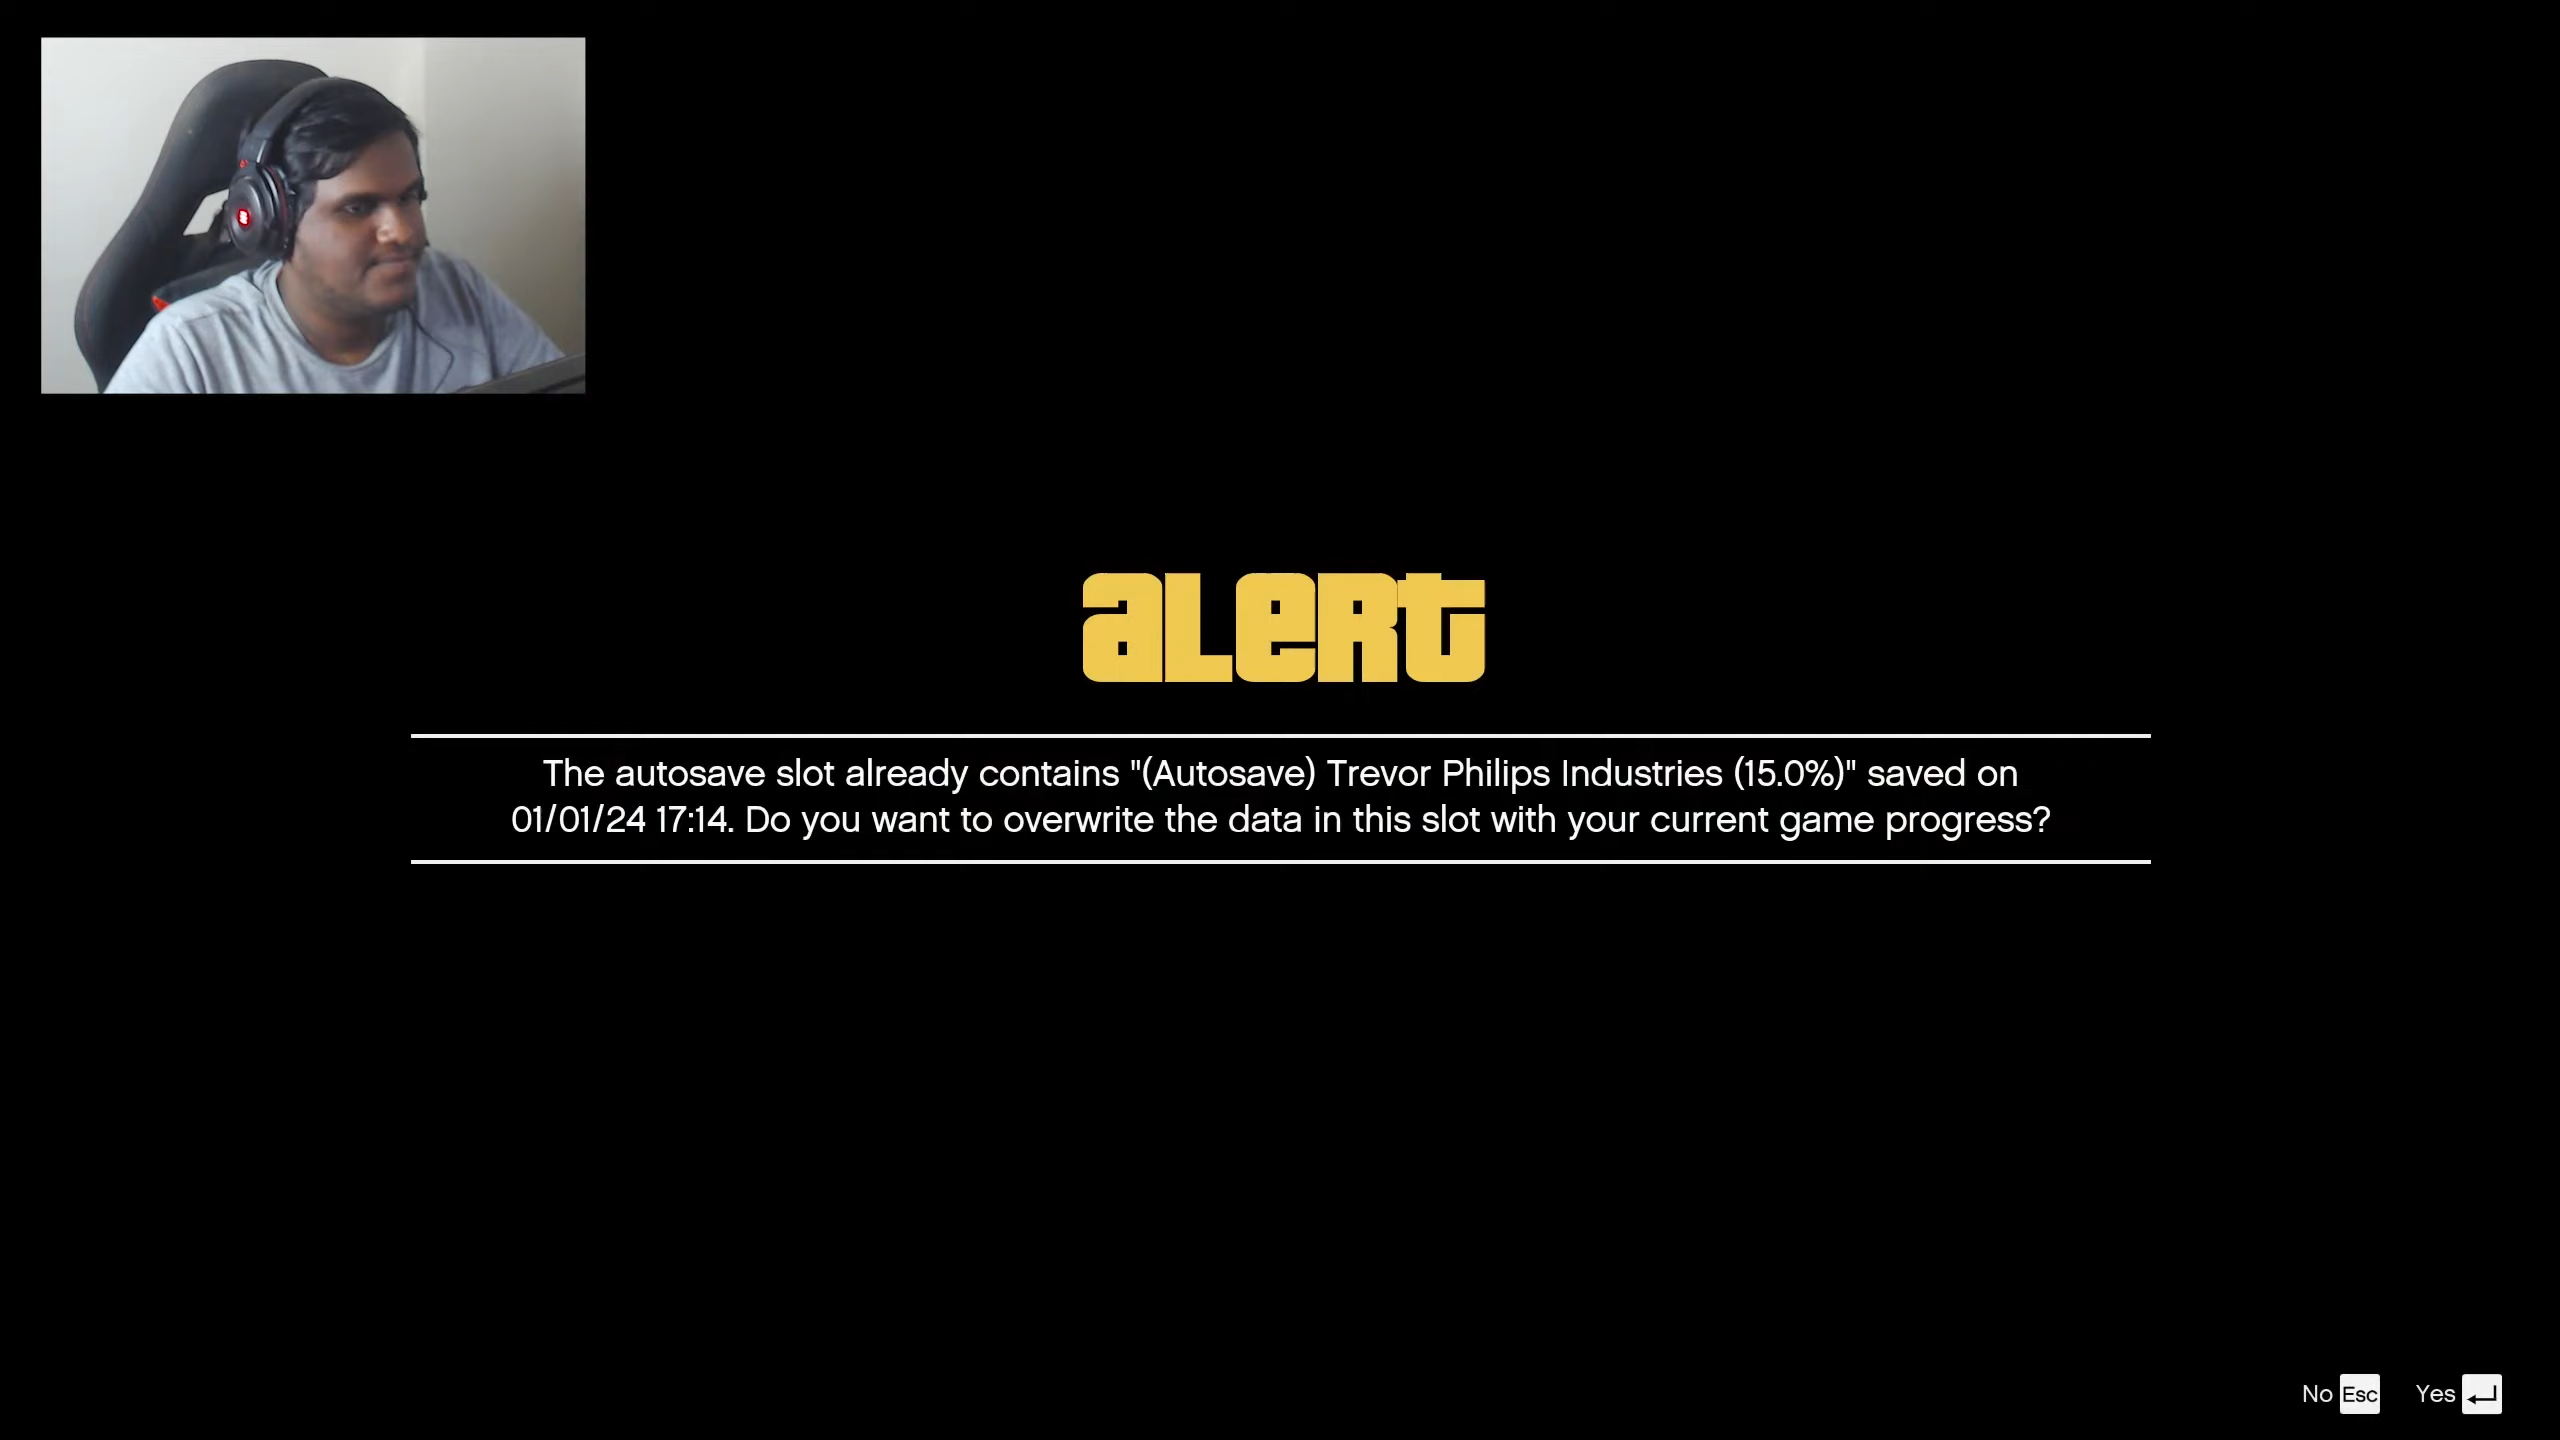 aLeRt
The autosave slot already contains "(Autosave) Trevor Philips Industries (15.0%)" saved on
01/01/24 17:14. Do you want to overwrite the data in this slot with your current game progress?
No Esc Yes